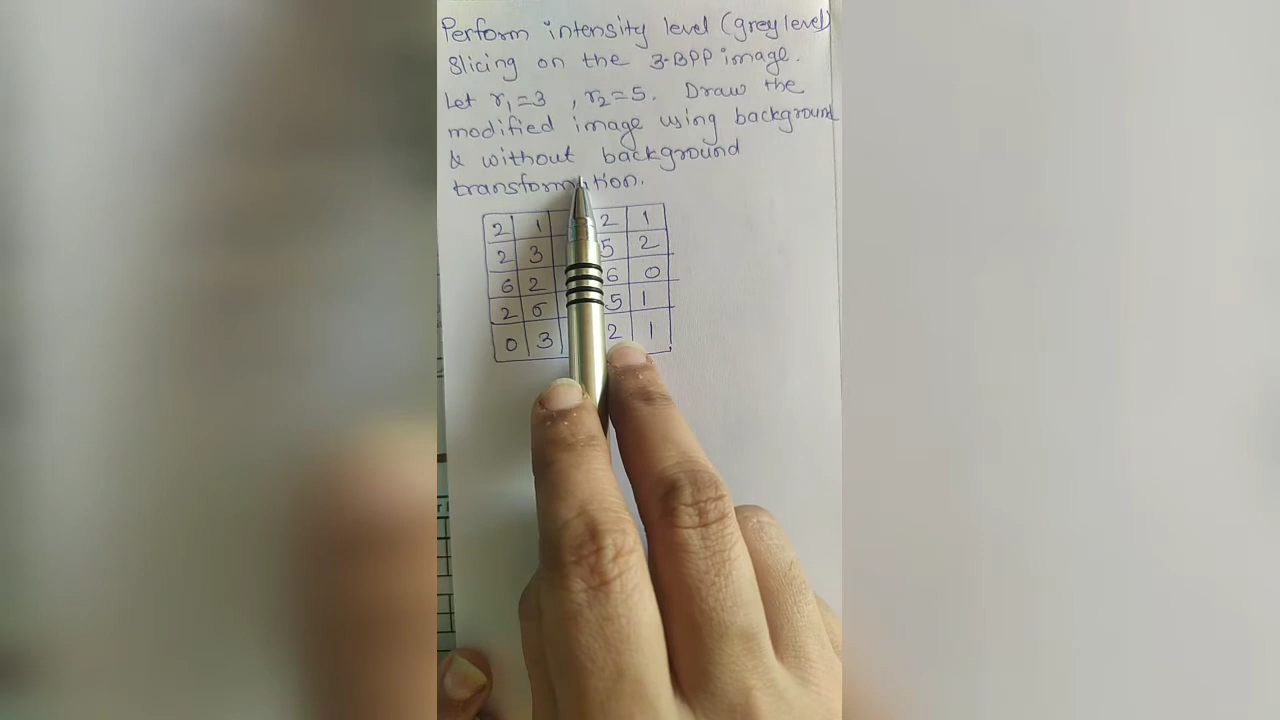 Perform intensity level (grey level)
Slicing on the 3-BPP image.
Let r1=3 , r2=5. Draw the
modified image using background
& without background
transformation.
2 1 2 1
2 3 5 2
6 2 6 0
2 6 5 1
0 3 2 1